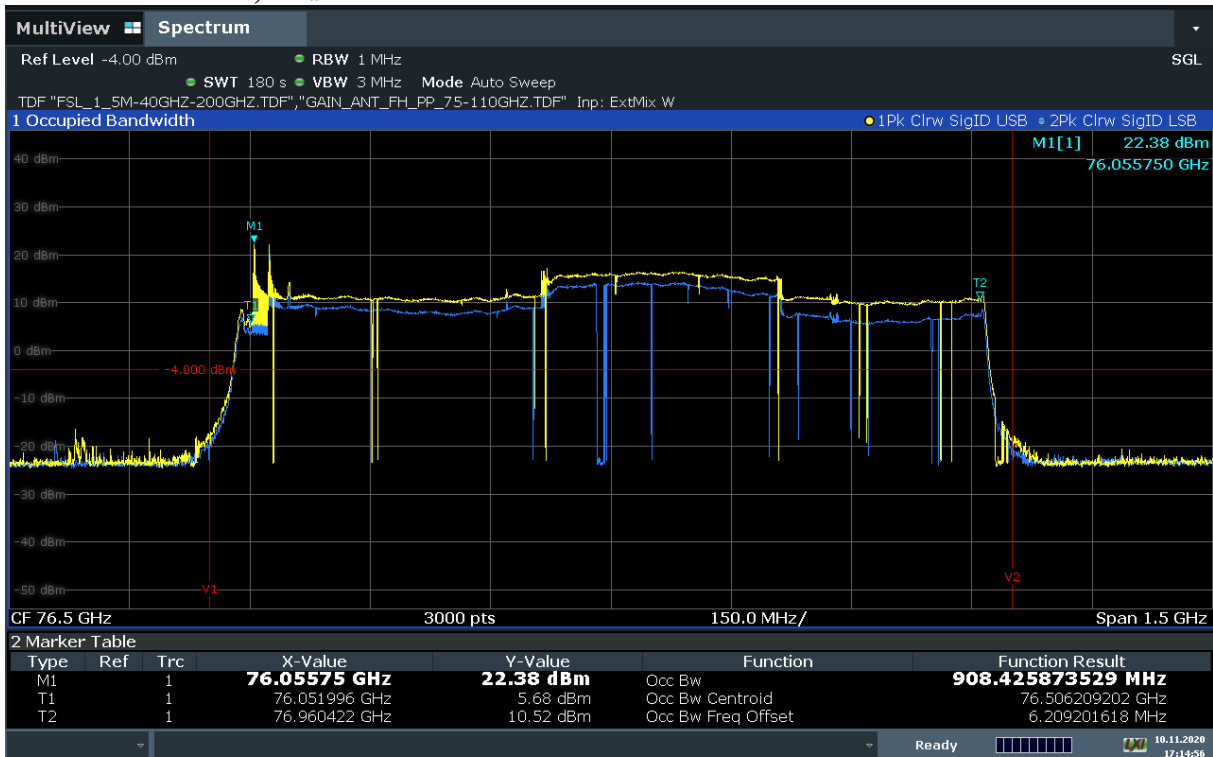 MultiView Spectrum
Ref Level -4.00 dBm RBW 1 MHz SGL
SWT 180 s VBW 3 MHz Mode Auto Sweep
TDF "FSL_1_5M-40GHZ-200GHZ.TDF","GAIN_ANT_FH_PP_75-110GHZ.TDF" Inp: ExtMix W
1 Occupied Bandwidth 1Pk Clrw SigID USB 2Pk Clrw SigID LSB
M1[1] 22.38 dBm
76.055750 GHz
40 dBm
30 dBm
M1
20 dBm
T2
10 dBm
T1
0 dBm
-4.000 dBm
-10 dBm
-20 dBm
-30 dBm
-40 dBm
V2
-50 dBm
V1
CF 76.5 GHz 3000 pts 150.0 MHz/ Span 1.5 GHz
2 Marker Table
Type Ref Trc X-Value Y-Value Function Function Result
M1 1 76.05575 GHz 22.38 dBm Occ Bw 908.425873529 MHz
T1 1 76.051996 GHz 5.68 dBm Occ Bw Centroid 76.506209202 GHz
T2 1 76.960422 GHz 10.52 dBm Occ Bw Freq Offset 6.209201618 MHz
Ready LXI 10.11.2020
17:14:56